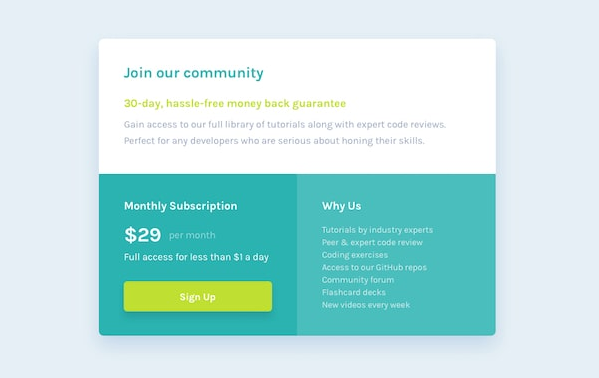 Join our community
30-day, hassle-free money back guarantee
Gain access to our full library of tutorials along with expert code reviews.
Perfect for any developers who are serious about honing their skills.
Monthly Subscription
$29 per month
Full access for less than $1 a day
Sign Up
Why Us
Tutorials by industry experts
Peer & expert code review
Coding exercises
Access to our GitHub repos
Community forum
Flashcard decks
New videos every week